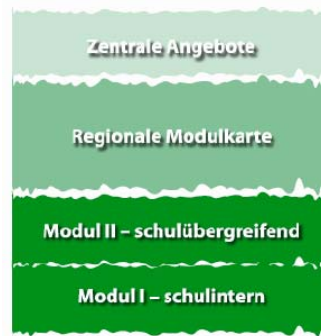 Zentrale Angebote
Regionale Modulkarte
Modul II – schulübergreifend
Modul I – schulintern